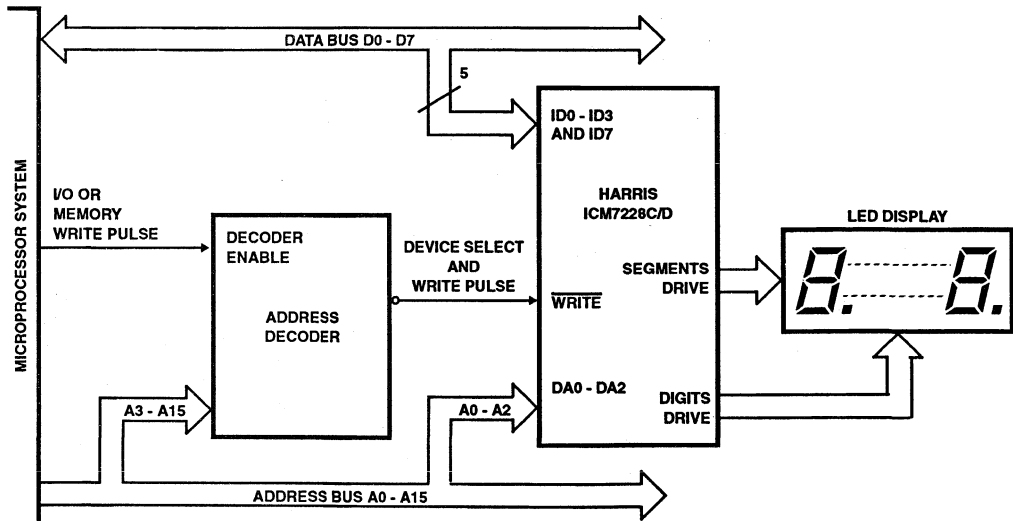 DATA BUS D0 - D7
5
ID0 - ID3
AND ID7
HARRIS
ICM7228C/D
MICROPROCESSOR SYSTEM
I/O OR
MEMORY
WRITE PULSE
DECODER
ENABLE
ADDRESS
DECODER
DEVICE SELECT
AND
WRITE PULSE
WRITE
SEGMENTS
DRIVE
LED DISPLAY
8. 8.
A3 - A15
A0 - A2
DA0 - DA2
DIGITS
DRIVE
ADDRESS BUS A0 - A15